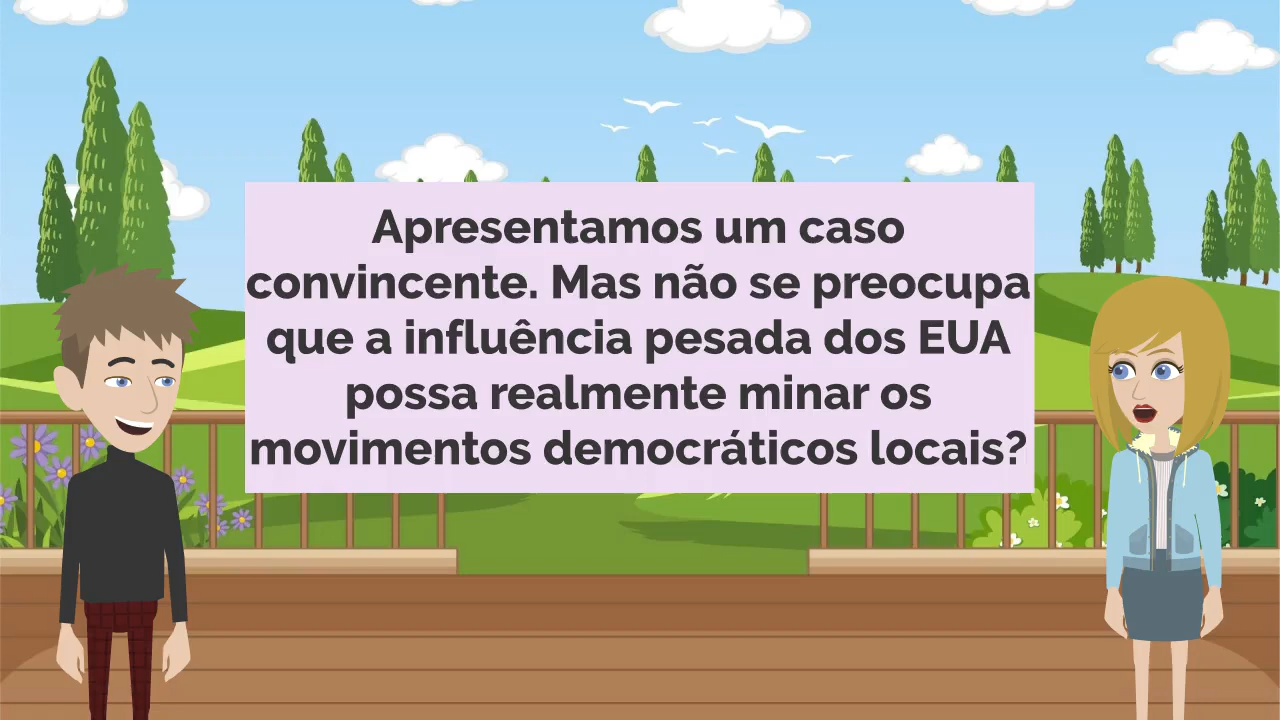 Apresentamos um caso
convincente. Mas não se preocupa
que a influência pesada dos EUA
possa realmente minar os
movimentos democráticos locais?